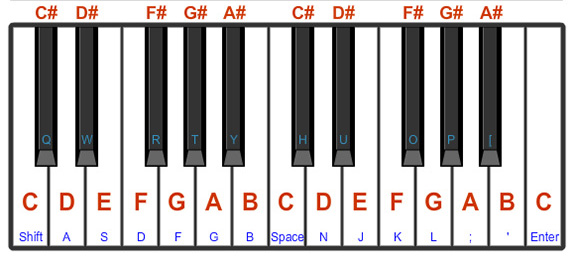 C# D# F# G# A# C# D# F# G# A#
Q W R T Y H U O P [
C D E F G A B C D E F G A B C
Shift A S D F G B Space N J K L ; ' Enter